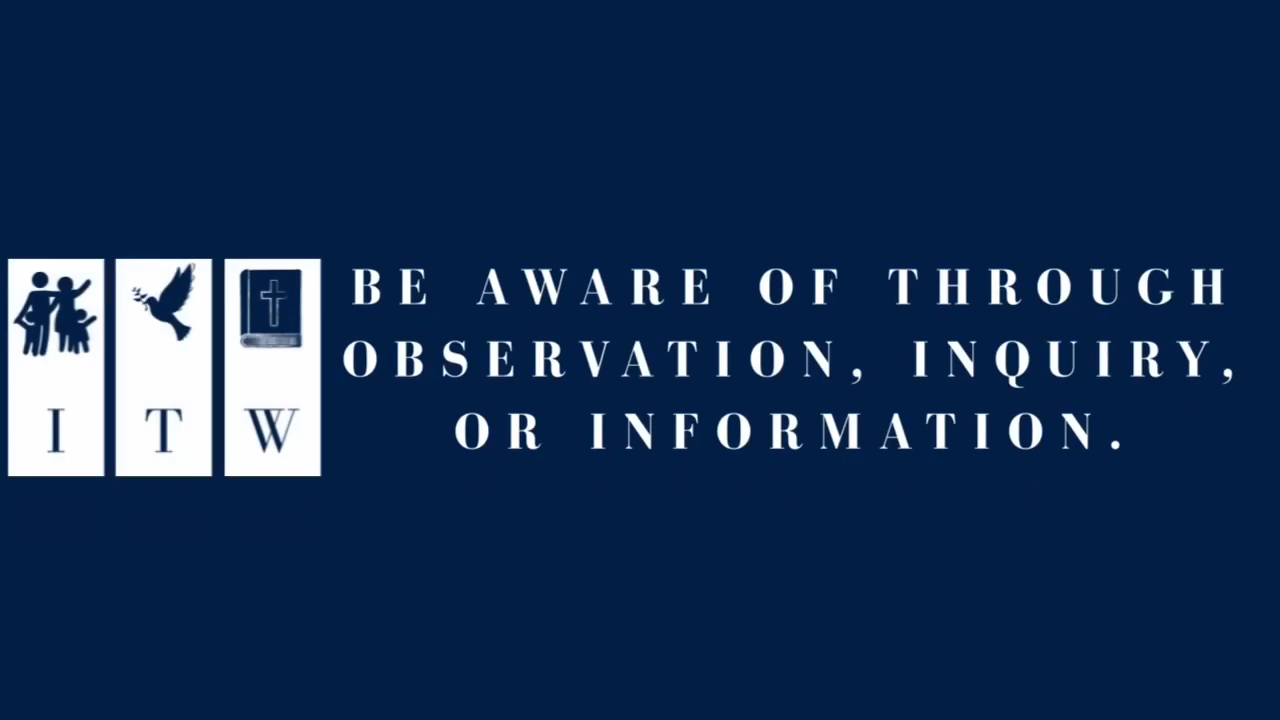 I T W
BE AWARE OF THROUGH
OBSERVATION, INQUIRY,
OR INFORMATION.